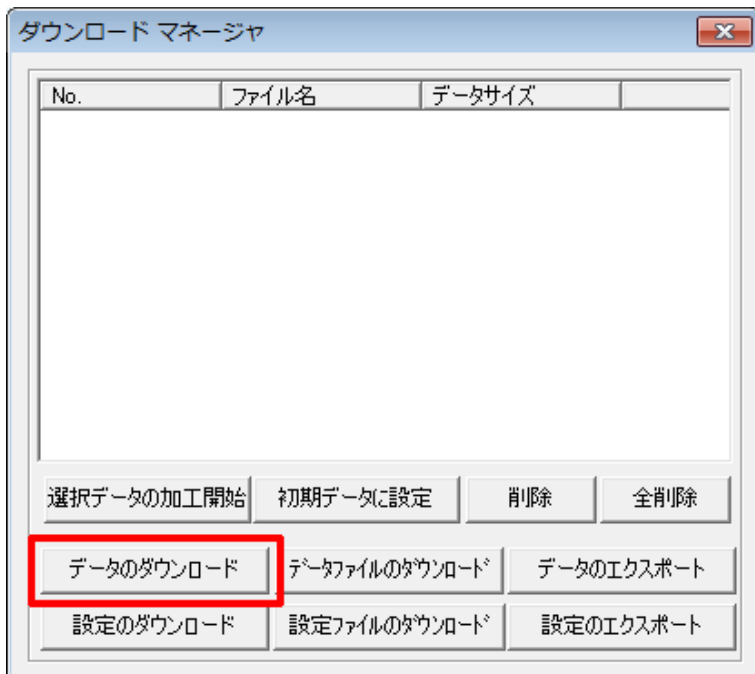 ダウンロード マネージャ
No. ファイル名 データサイズ
選択データの加工開始 初期データに設定 削除 全削除
データのダウンロード ﾃﾞｰﾀﾌｧｲﾙのﾀﾞｳﾝﾛｰﾄﾞ データのエクスポート
設定のダウンロード 設定ﾌｧｲﾙのﾀﾞｳﾝﾛｰﾄﾞ 設定のエクスポート